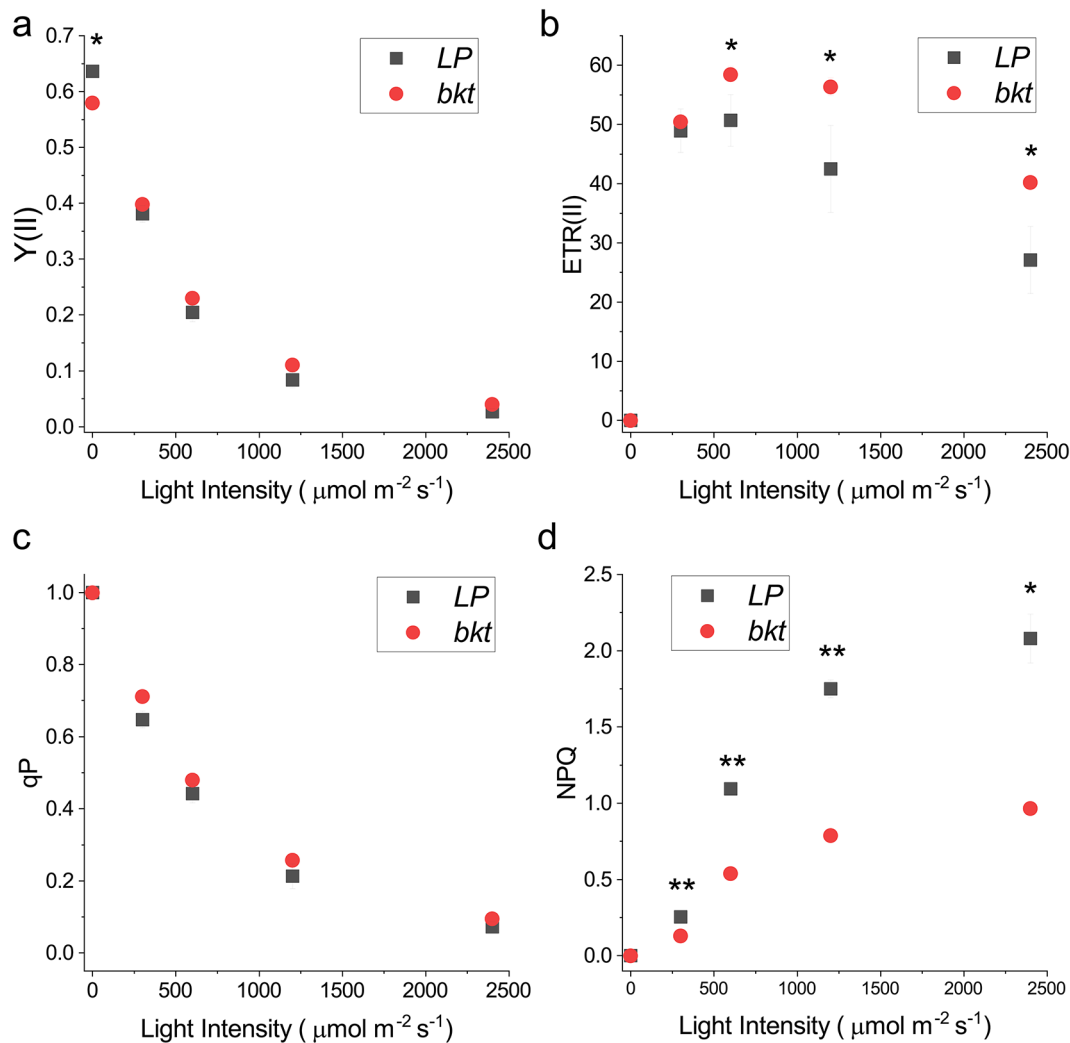 a
*
LP
bkt
Y(II)
0.7
0.6
0.5
0.4
0.3
0.2
0.1
0.0
0 500 1000 1500 2000 2500
Light Intensity ( μmol m⁻² s⁻¹)
b
* * *
LP
bkt
ETR(II)
60
50
40
30
20
10
0
0 500 1000 1500 2000 2500
Light Intensity ( μmol m⁻² s⁻¹)
c
LP
bkt
qP
1.0
0.8
0.6
0.4
0.2
0.0
0 500 1000 1500 2000 2500
Light Intensity ( μmol m⁻² s⁻¹)
d
LP
bkt
** ** ** *
NPQ
2.5
2.0
1.5
1.0
0.5
0.0
0 500 1000 1500 2000 2500
Light Intensity ( μmol m⁻² s⁻¹)